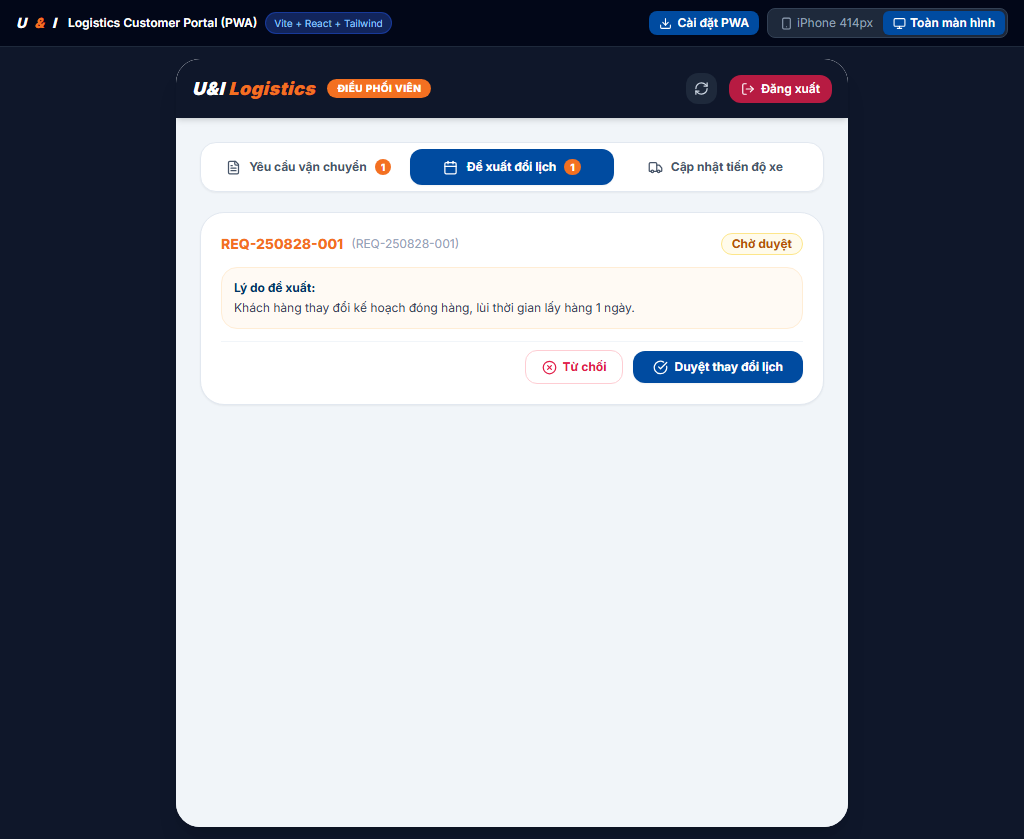 U & I Logistics Customer Portal (PWA) Vite + React + Tailwind Cài đặt PWA iPhone 414px Toàn màn hình
U&I Logistics ĐIỀU PHỐI VIÊN Đăng xuất
Yêu cầu vận chuyển 1 Đề xuất đổi lịch 1 Cập nhật tiến độ xe
REQ-250828-001 (REQ-250828-001) Chờ duyệt
Lý do đề xuất:
Khách hàng thay đổi kế hoạch đóng hàng, lùi thời gian lấy hàng 1 ngày.
Từ chối Duyệt thay đổi lịch